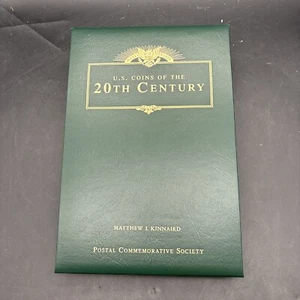 U.S. COINS OF THE
20TH CENTURY
MATTHEW J. KINNAIRD
POSTAL COMMEMORATIVE SOCIETY